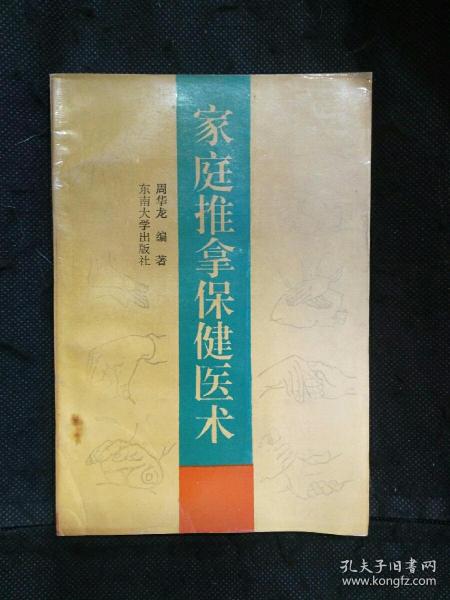 家庭推拿保健医术
周华龙 编 著
东南大学出版社
孔夫子旧书网
www.kongfz.com